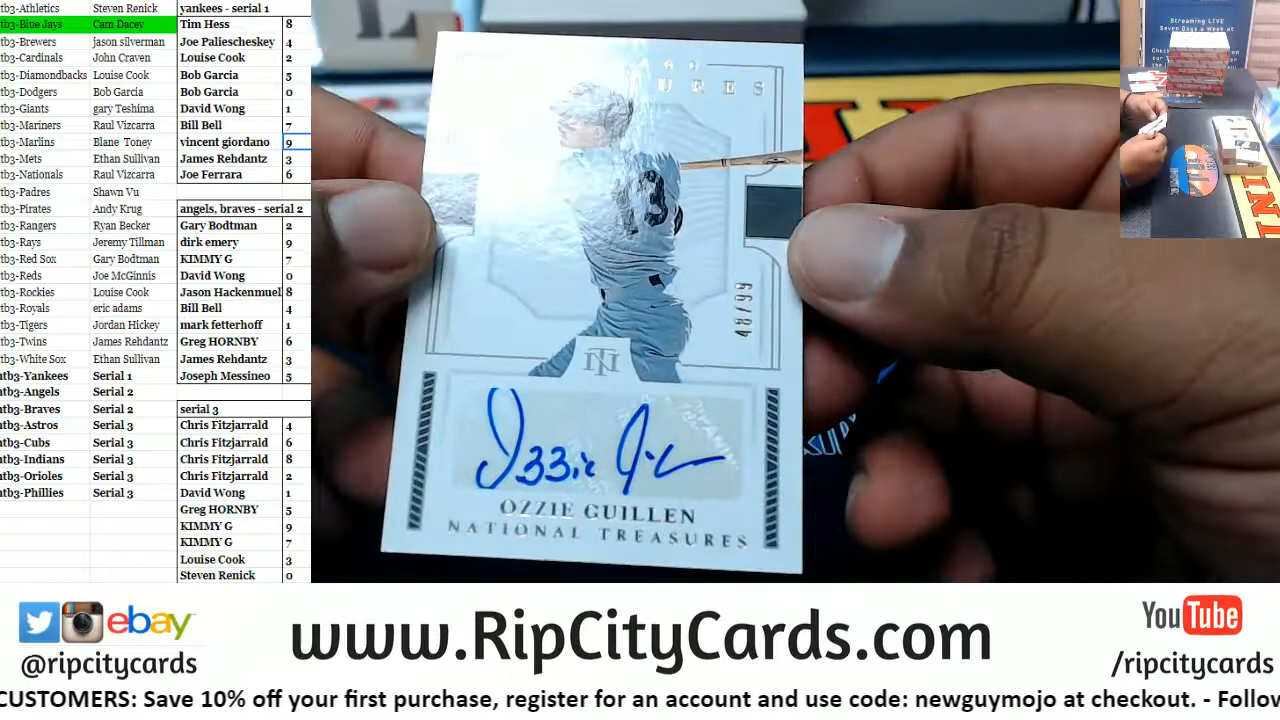 tb3-Athletics Steven Renick yankees - serial 1
tb3-Blue Jays Cam Dacey Tim Hess 8
tb3-Brewers jason silverman Joe Paliescheskey 4
tb3-Cardinals John Craven Louise Cook 2
tb3-Diamondbacks Louise Cook Bob Garcia 5
tb3-Dodgers Bob Garcia Bob Garcia 0
tb3-Giants gary Teshima David Wong 1
tb3-Mariners Raul Vizcarra Bill Bell 7
tb3-Marlins Blane Toney vincent giordano 9
tb3-Mets Ethan Sullivan James Rehdantz 3
tb3-Nationals Raul Vizcarra Joe Ferrara 6
tb3-Padres Shawn Vu
tb3-Pirates Andy Krug angels, braves - serial 2
tb3-Rangers Ryan Becker Gary Bodtman 2
tb3-Rays Jeremy Tillman dirk emery 9
tb3-Red Sox Gary Bodtman KIMMY G 7
tb3-Reds Joe McGinnis David Wong 0
tb3-Rockies Louise Cook Jason Hackenmuel 8
tb3-Royals eric adams Bill Bell 4
tb3-Tigers Jordan Hickey mark fetterhoff 1
tb3-Twins James Rehdantz Greg HORNBY 6
tb3-White Sox Ethan Sullivan James Rehdantz 3
ntb3-Yankees Serial 1 Joseph Messineo 5
ntb3-Angels Serial 2
ntb3-Braves Serial 2 serial 3
ntb3-Astros Serial 3 Chris Fitzjarrald 4
ntb3-Cubs Serial 3 Chris Fitzjarrald 6
ntb3-Indians Serial 3 Chris Fitzjarrald 8
ntb3-Orioles Serial 3 Chris Fitzjarrald 2
ntb3-Phillies Serial 3 David Wong 1
Greg HORNBY 5
KIMMY G 9
KIMMY G 7
Louise Cook 3
Steven Renick 0
URES
13
48/99
NT
Ozzie Guillen
OZZIE GUILLEN
NATIONAL TREASURES
Streaming LIVE
Seven Days a Week at
ebay
@ripcitycards
www.RipCityCards.com
YouTube
/ripcitycards
CUSTOMERS: Save 10% off your first purchase, register for an account and use code: newguymojo at checkout. - Follow